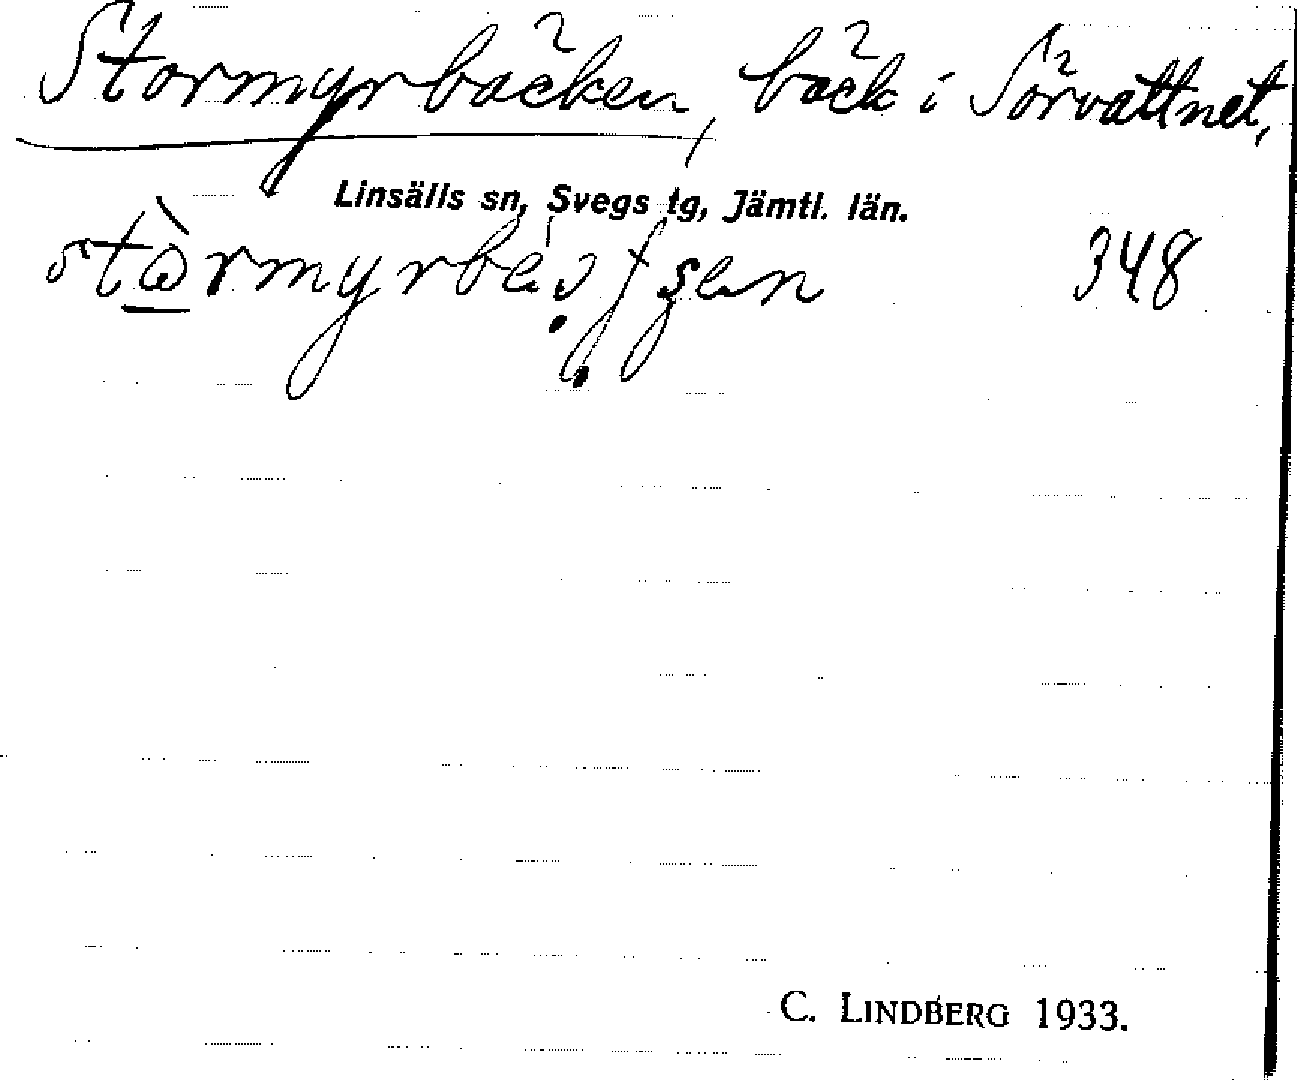 Stormyrbäcken, bäck i Sörvattnet,
Linsälls sn, Svegs tg, Jämtl. län.
348
C. LINDBERG 1933.